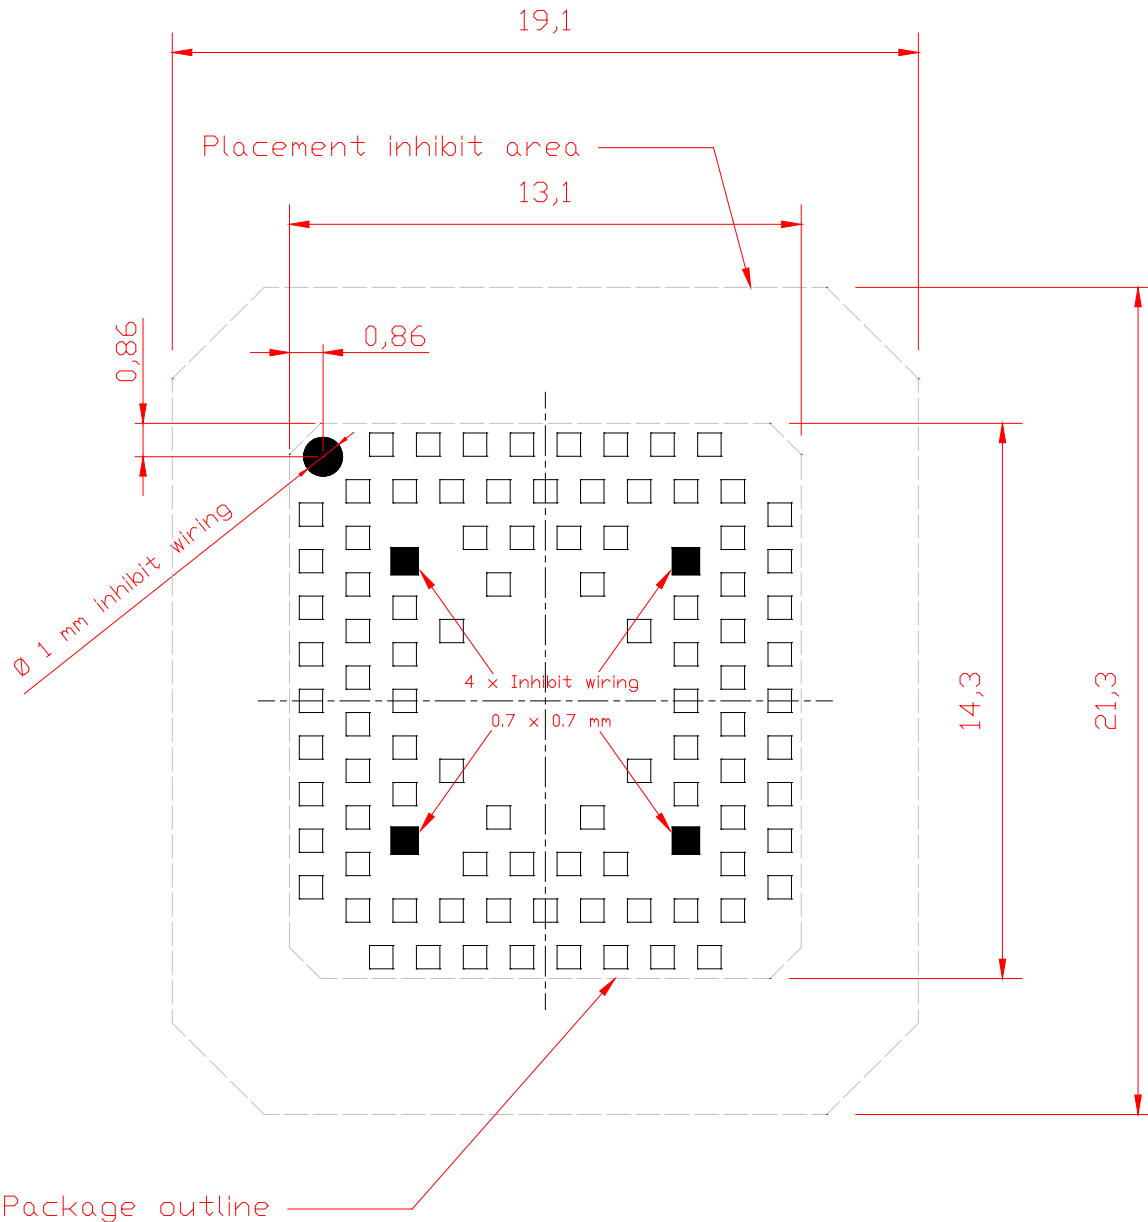 19,1
Placement inhibit area
13,1
0,86
0,86
Ø 1 mm inhibit wiring
4 x Inhibit wiring
0.7 x 0.7 mm
14,3
21,3
Package outline